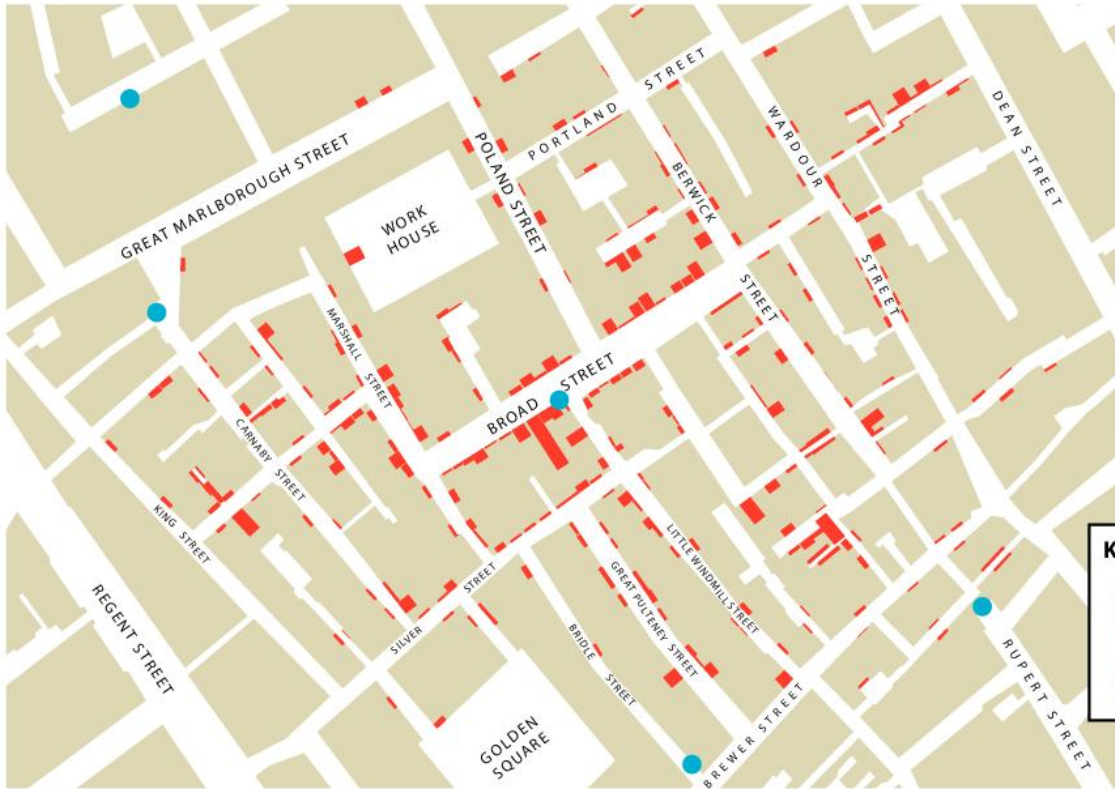 GREAT MARLBOROUGH STREET
POLAND STREET
PORTLAND STREET
BERWICK STREET
WARDOUR STREET
DEAN STREET
WORK
HOUSE
MARSHALL STREET
BROAD STREET
CARNABY STREET
KING STREET
REGENT STREET
SILVER STREET
GOLDEN
SQUARE
BRIDLE STREET
GREAT PULTENEY STREET
LITTLE WINDMILL STREET
BREWER STREET
RUPERT STREET
K